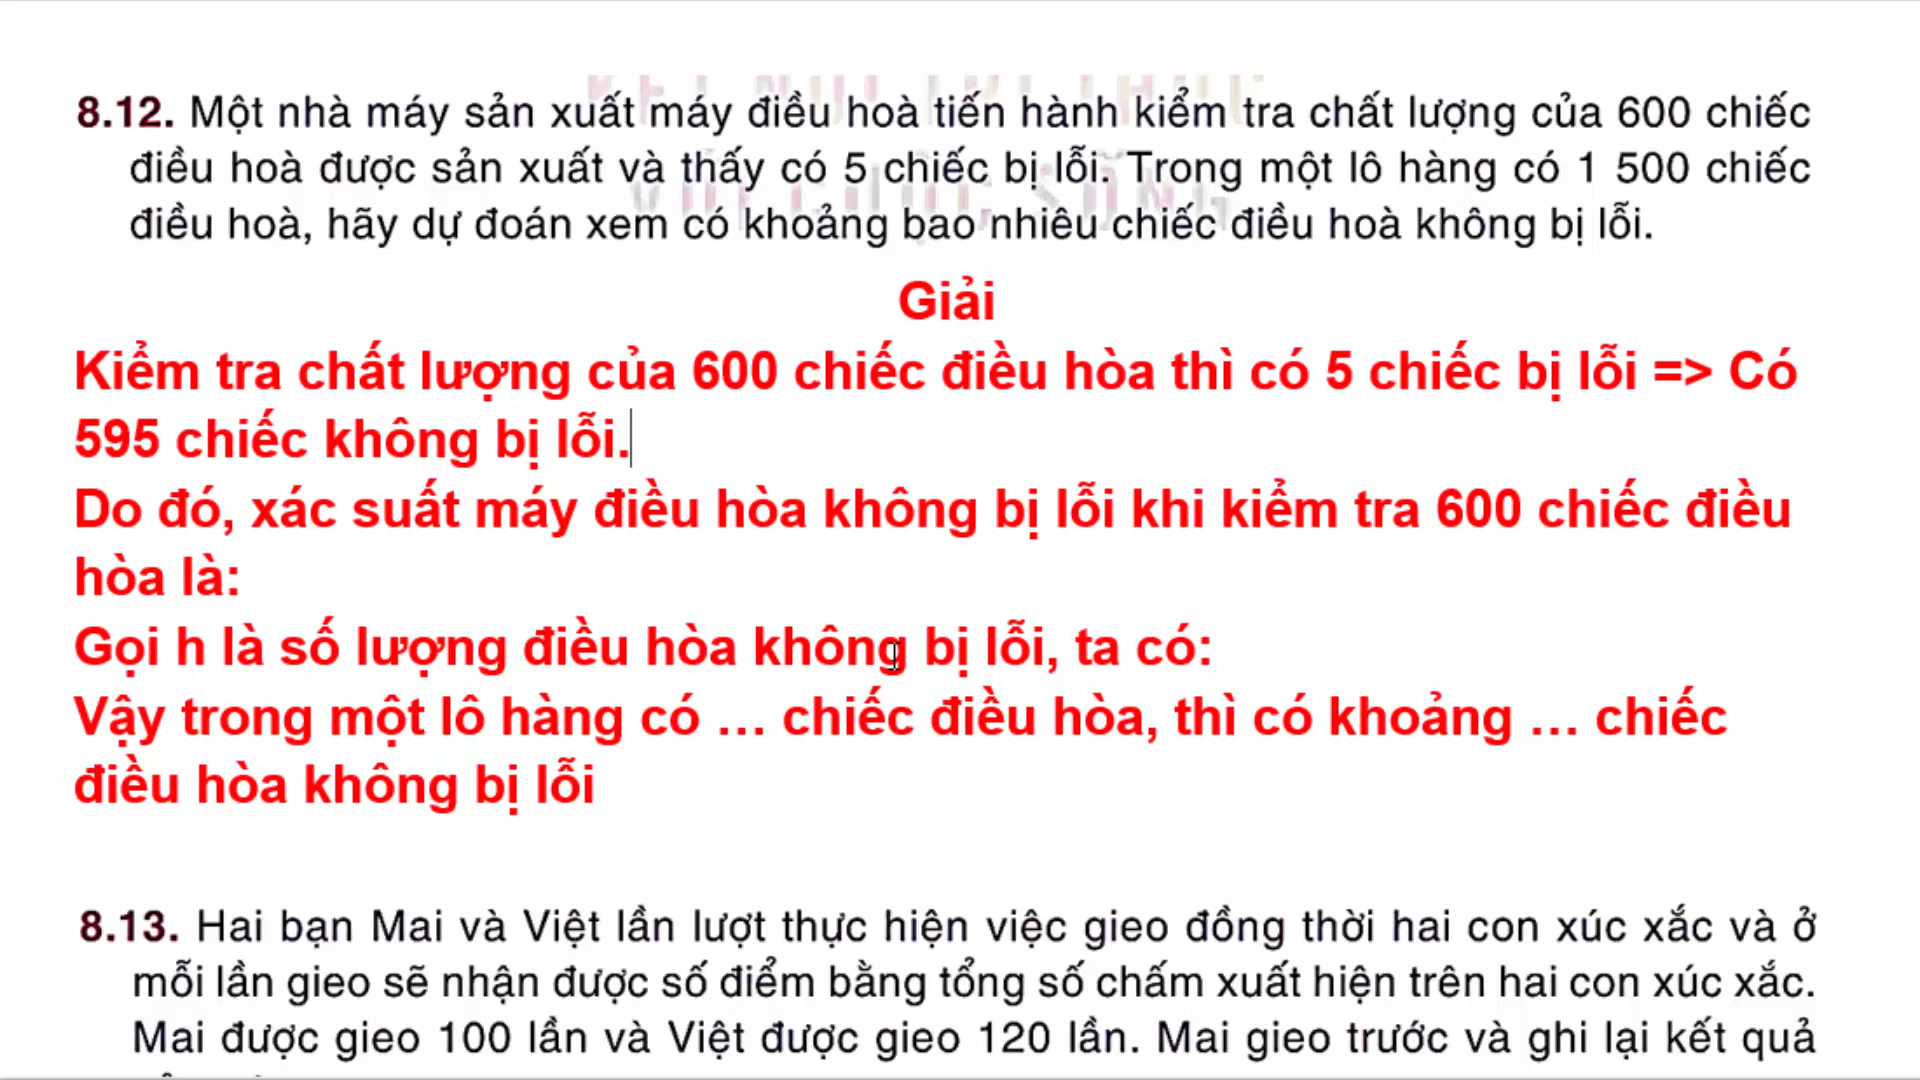 8.12. Một nhà máy sản xuất máy điều hoà tiến hành kiểm tra chất lượng của 600 chiếc
điều hoà được sản xuất và thấy có 5 chiếc bị lỗi. Trong một lô hàng có 1 500 chiếc
điều hoà, hãy dự đoán xem có khoảng bao nhiêu chiếc điều hoà không bị lỗi.
Giải
Kiểm tra chất lượng của 600 chiếc điều hòa thì có 5 chiếc bị lỗi => Có
595 chiếc không bị lỗi.
Do đó, xác suất máy điều hòa không bị lỗi khi kiểm tra 600 chiếc điều
hòa là:
Gọi h là số lượng điều hòa không bị lỗi, ta có:
Vậy trong một lô hàng có … chiếc điều hòa, thì có khoảng … chiếc
điều hòa không bị lỗi
8.13. Hai bạn Mai và Việt lần lượt thực hiện việc gieo đồng thời hai con xúc xắc và ở
mỗi lần gieo sẽ nhận được số điểm bằng tổng số chấm xuất hiện trên hai con xúc xắc.
Mai được gieo 100 lần và Việt được gieo 120 lần. Mai gieo trước và ghi lại kết quả